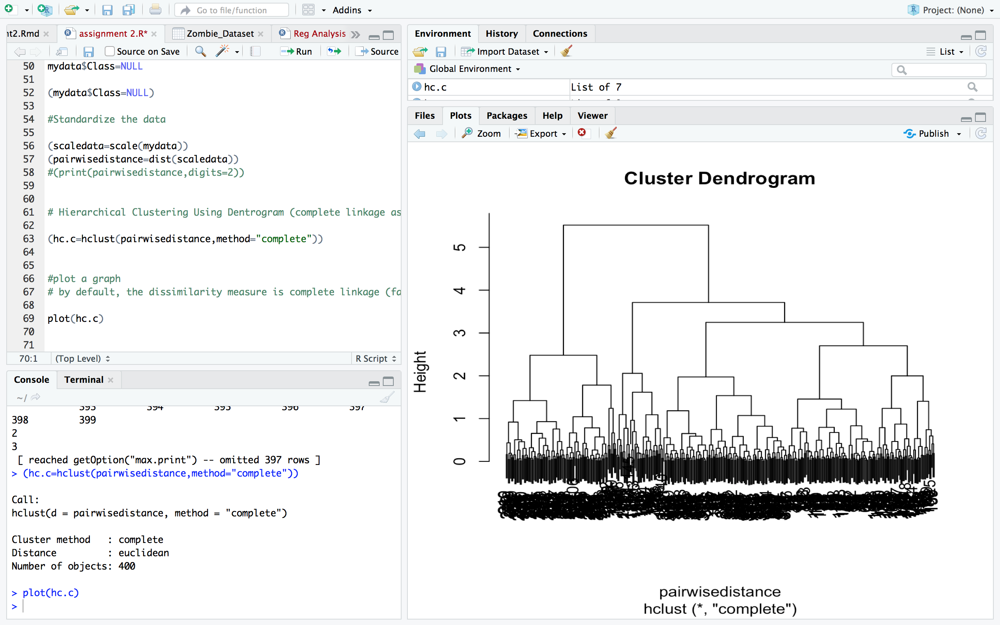 Go to file/function
Addins
Project: (None)
nt2.Rmd
assignment 2.R*
Zombie_Dataset
Reg Analysis
Source on Save
Run
Source
50 mydata$Class=NULL
51
52 (mydata$Class=NULL)
53
54 #Standardize the data
55
56 (scaledata=scale(mydata))
57 (pairwisedistance=dist(scaledata))
58 #(print(pairwisedistance,digits=2))
59
60
61 # Hierarchical Clustering Using Dentrogram (complete linkage as
62
63 (hc.c=hclust(pairwisedistance,method="complete"))
64
65
66 #plot a graph
67 # by default, the dissimilarity measure is complete linkage (fa
68
69 plot(hc.c)
70
71
70:1 (Top Level) R Script
Console Terminal
~/
393 394 395 396 397
398 399
2
3
[ reached getOption("max.print") -- omitted 397 rows ]
> (hc.c=hclust(pairwisedistance,method="complete"))
Call:
hclust(d = pairwisedistance, method = "complete")
Cluster method : complete
Distance : euclidean
Number of objects: 400
> plot(hc.c)
>
Environment History Connections
Import Dataset
List
Global Environment
hc.c List of 7
Files Plots Packages Help Viewer
Zoom Export Publish
Cluster Dendrogram
Height
5
4
3
2
1
0
pairwisedistance
hclust (*, "complete")